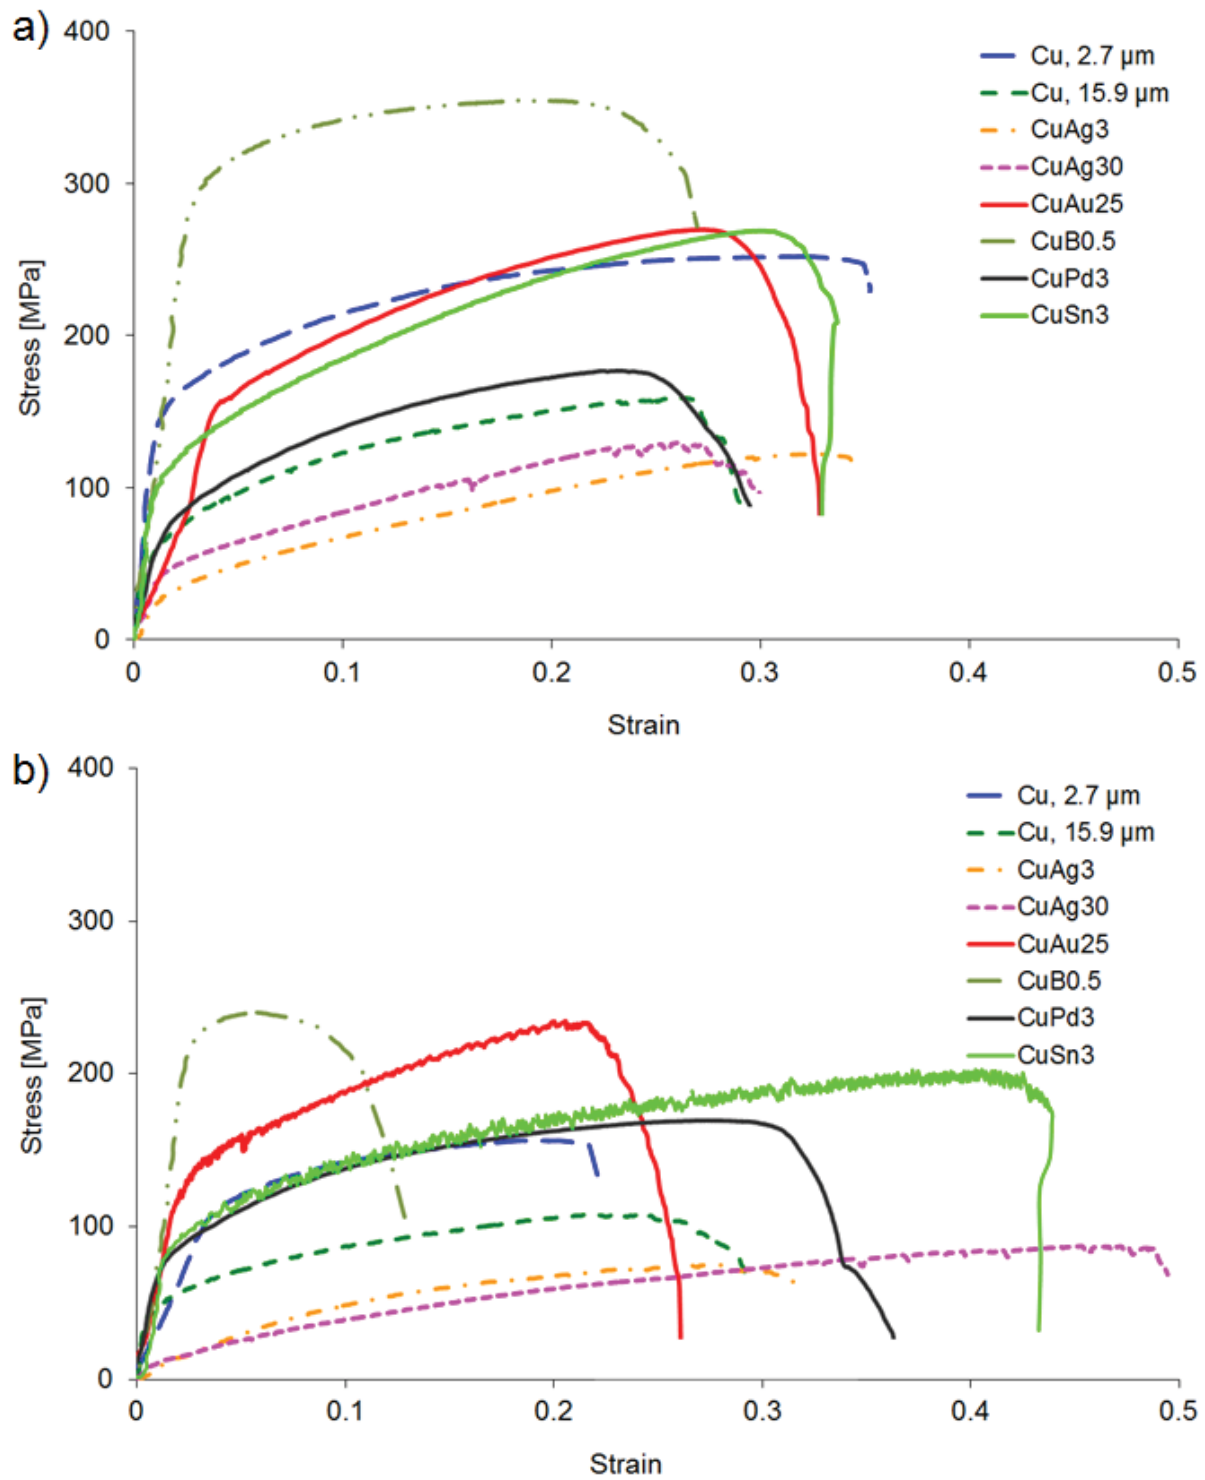 a)
400
300
200
100
0
Stress [MPa]
Cu, 2.7 µm
Cu, 15.9 µm
CuAg3
CuAg30
CuAu25
CuB0.5
CuPd3
CuSn3
0 0.1 0.2 0.3 0.4 0.5
Strain
b)
400
300
200
100
0
Stress [MPa]
Cu, 2.7 µm
Cu, 15.9 µm
CuAg3
CuAg30
CuAu25
CuB0.5
CuPd3
CuSn3
0 0.1 0.2 0.3 0.4 0.5
Strain